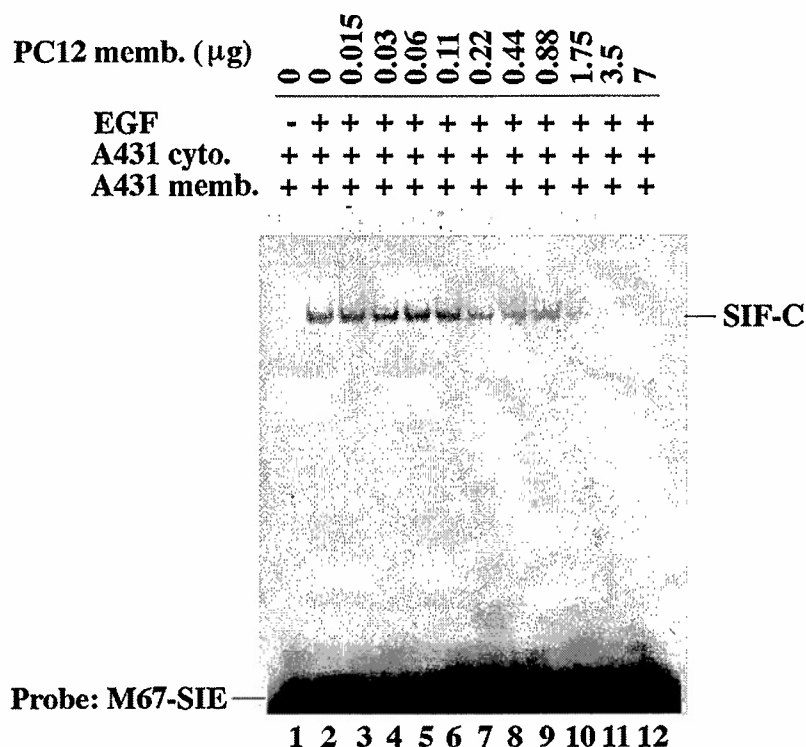 PC12 memb. (μg) 0 0 0.015 0.03 0.06 0.11 0.22 0.44 0.88 1.75 3.5 7
EGF - + + + + + + + + + + +
A431 cyto. + + + + + + + + + + + +
A431 memb. + + + + + + + + + + + +
SIF-C
Probe: M67-SIE
1 2 3 4 5 6 7 8 9 10 11 12